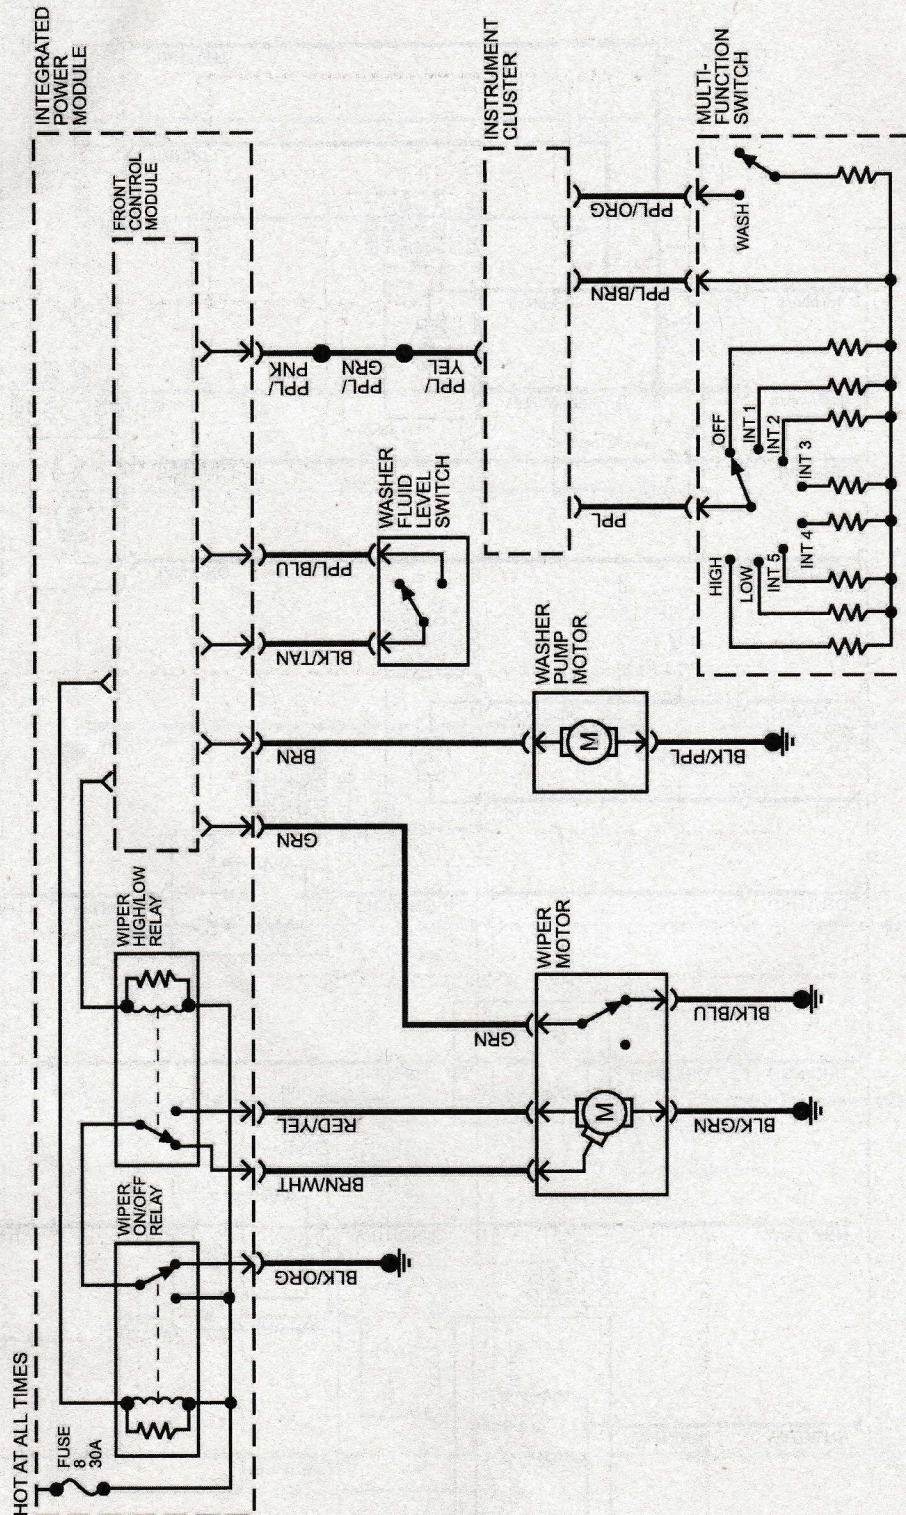 HOT AT ALL TIMES
FUSE
8
30A
INTEGRATED
POWER
MODULE
FRONT
CONTROL
MODULE
WIPER
ON/OFF
RELAY
WIPER
HIGH/LOW
RELAY
BLK/ORG
BRN/WHT
RED/YEL
GRN
GRN
BRN
BLK/TAN
PPL/BLU
PPL/
PNK
PPL/
GRN
PPL/
YEL
WASHER
FLUID
LEVEL
SWITCH
INSTRUMENT
CLUSTER
WIPER
MOTOR
M
BLK/GRN
BLK/BLU
WASHER
PUMP
MOTOR
M
BLK/PPL
PPL
PPL/BRN
PPL/ORG
MULTI-
FUNCTION
SWITCH
HIGH
LOW
INT 5
INT 4
INT 3
INT 2
INT 1
OFF
WASH